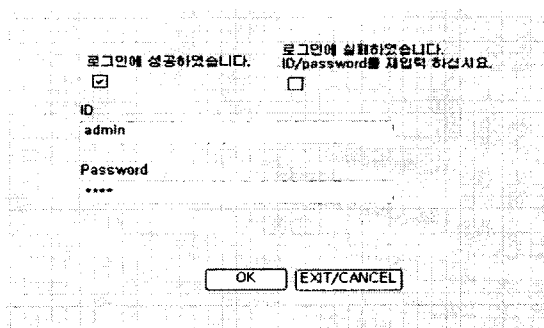 로그인에 성공하였습니다.
로그인에 실패하였습니다.
ID/password를 재입력 하십시요.
ID
admin
Password
****
OK
EXIT/CANCEL